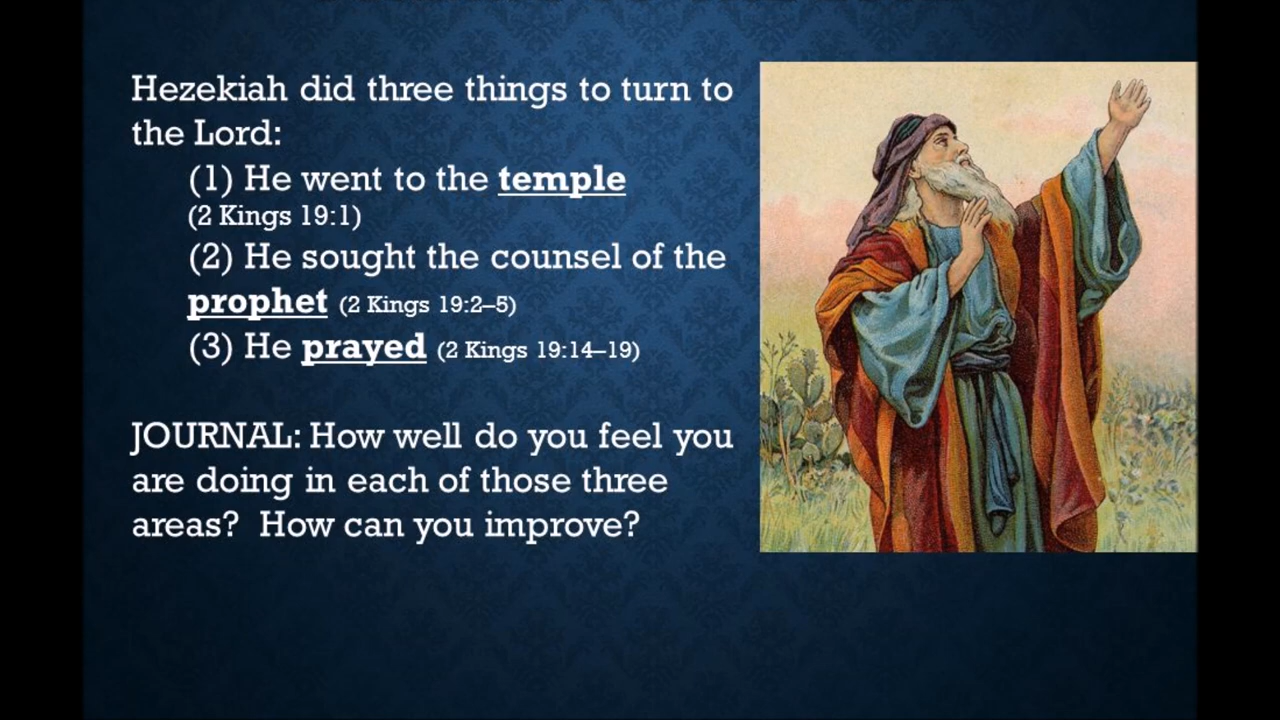 Hezekiah did three things to turn to
the Lord:
(1) He went to the temple
(2 Kings 19:1)
(2) He sought the counsel of the
prophet (2 Kings 19:2–5)
(3) He prayed (2 Kings 19:14–19)
JOURNAL: How well do you feel you
are doing in each of those three
areas?  How can you improve?